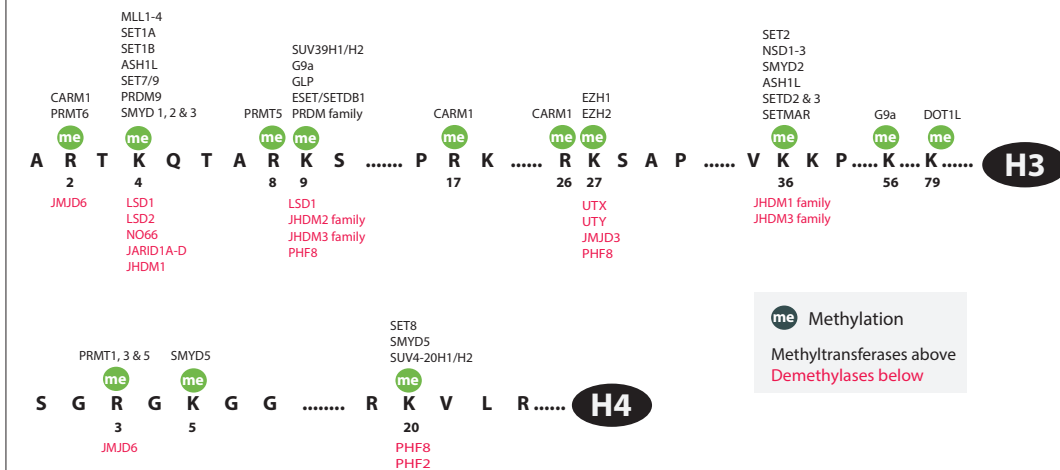 MLL1-4
SET1A
SET1B
ASH1L
SET7/9
PRDM9
SMYD 1, 2 & 3
CARM1
PRMT6
PRMT5
SUV39H1/H2
G9a
GLP
ESET/SETDB1
PRDM family
CARM1
CARM1
EZH1
EZH2
SET2
NSD1-3
SMYD2
ASH1L
SETD2 & 3
SETMAR
G9a
DOT1L
me me me me me me me me me me
A R T K Q T A R K S ....... P R K ...... R K S A P ...... V K K P ..... K .... K ...... H3
2 4 8 9 17 26 27 36 56 79
JMJD6
LSD1
LSD2
NO66
JARID1A-D
JHDM1
LSD1
JHDM2 family
JHDM3 family
PHF8
UTX
UTY
JMJD3
PHF8
JHDM1 family
JHDM3 family
me Methylation
Methyltransferases above
Demethylases below
PRMT1, 3 & 5
SMYD5
SET8
SMYD5
SUV4-20H1/H2
me me me
S G R G K G G ........ R K V L R ...... H4
3 5 20
JMJD6
PHF8
PHF2